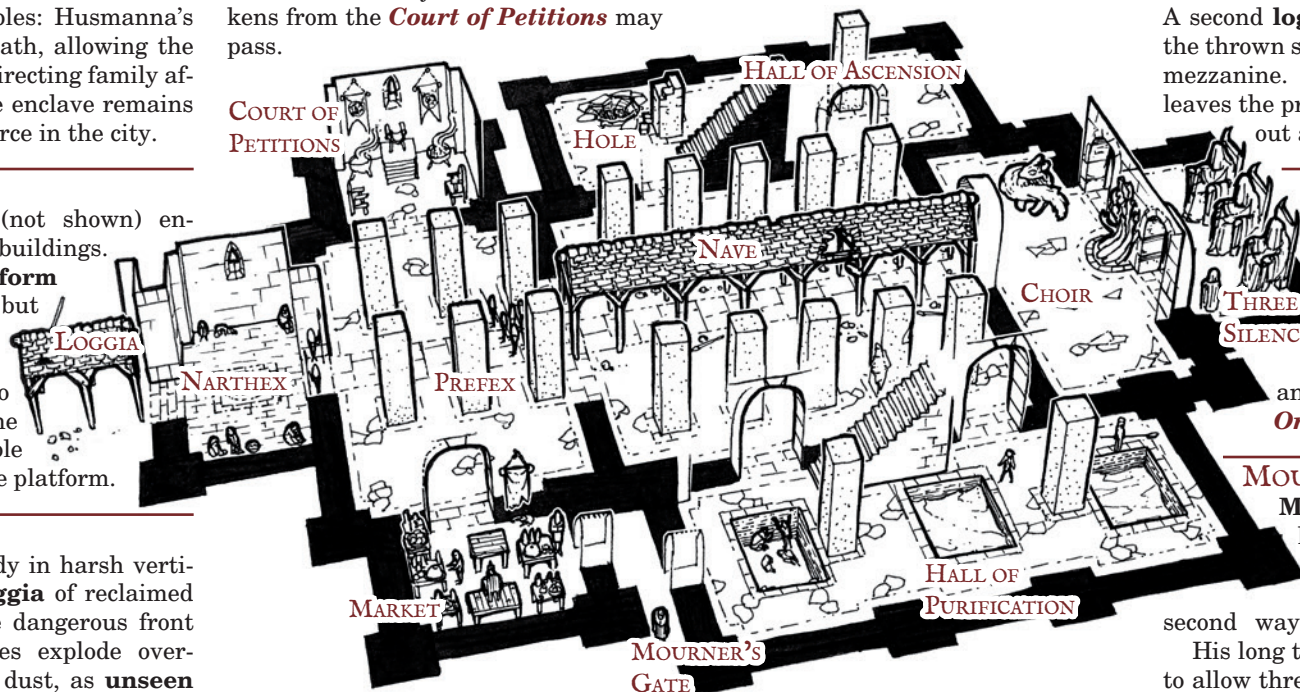 ples: Husmanna's
ath, allowing the
irecting family af-
e enclave remains
rce in the city.
(not shown) en-
buildings.
form
but
o
ne
ple
e platform.
dy in harsh verti-
ggia of reclaimed
e dangerous front
es explode over-
dust, as unseen
kens from the Court of Petitions may
pass.
Court of
Petitions
Hall of Ascension
Hole
Nave
Choir
Loggia
Narthex
Prefex
Three
Silenc
Market
Mourner's
Gate
Hall of
Purification
A second log
the thrown s
mezzanine.
leaves the pr
out a
an
Or
Mou
M
second way
His long t
to allow thre